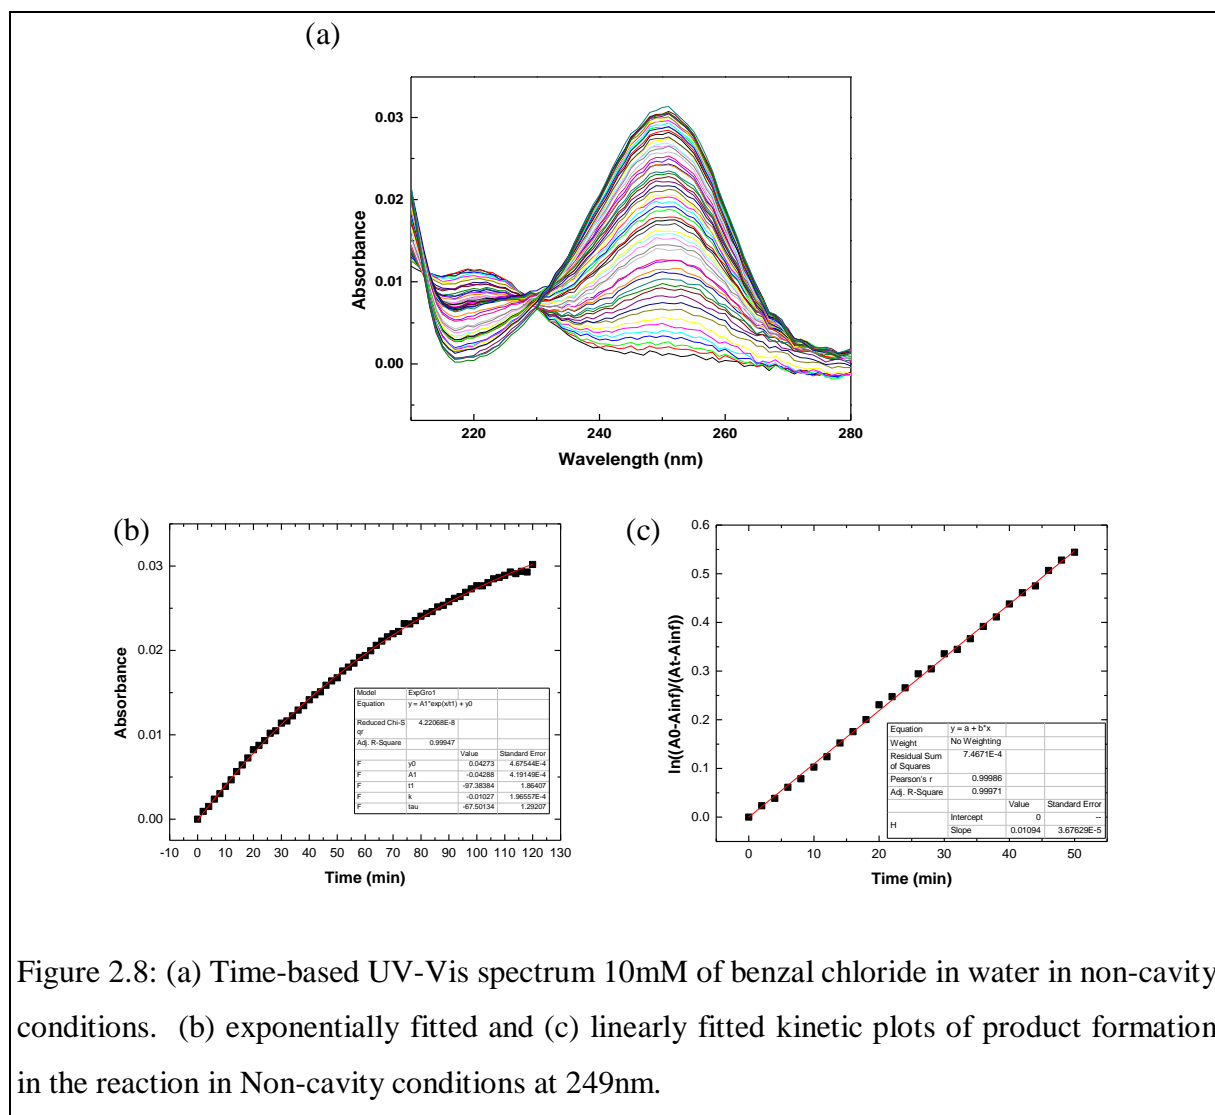 (a)
0.03
0.02
0.01
0.00
Absorbance
220 240 260 280
Wavelength (nm)
(b)
0.03
0.02
0.01
0.00
Absorbance
-10 0 10 20 30 40 50 60 70 80 90 100 110 120 130
Time (min)
Model ExpGro1
Equation y = A1*exp(x/t1) + y0
Reduced Chi-S 4.22068E-8
qr
Adj. R-Square 0.99947
Value Standard Error
F y0 0.04273 4.67544E-4
F A1 -0.04288 4.19149E-4
F t1 -97.38384 1.86407
F k -0.01027 1.96557E-4
F tau -67.50134 1.29207
(c)
0.6
0.5
0.4
0.3
0.2
0.1
0.0
ln((A0-Ainf)/(At-Ainf))
0 10 20 30 40 50
Time (min)
Equation y = a + b*x
Weight No Weighting
Residual Sum 7.4671E-4
of Squares
Pearson's r 0.99986
Adj. R-Square 0.99971
Value Standard Error
H Intercept 0 --
Slope 0.01094 3.67629E-5
Figure 2.8: (a) Time-based UV-Vis spectrum 10mM of benzal chloride in water in non-cavity
conditions. (b) exponentially fitted and (c) linearly fitted kinetic plots of product formation
in the reaction in Non-cavity conditions at 249nm.